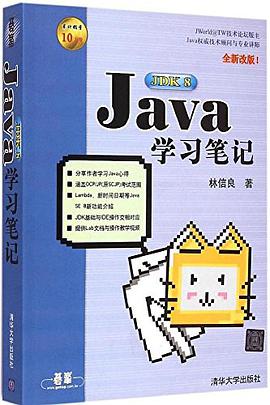 JWorld@TW技术论坛版主
Java权威技术顾问与专业讲师
全新改版!
10
JDK 8
Java
学习笔记
林信良 著
分享作者学习Java心得
涵盖OCP/JP(原SCJP)考试范围
Lambda、新时间日期等Java
SE 8新功能介绍
JDK基础与IDE操作交相对应
提供Lab文档与操作教学视频
清华大学出版社
Java
JDK 8
学习笔记
碁峯
清华大学出版社